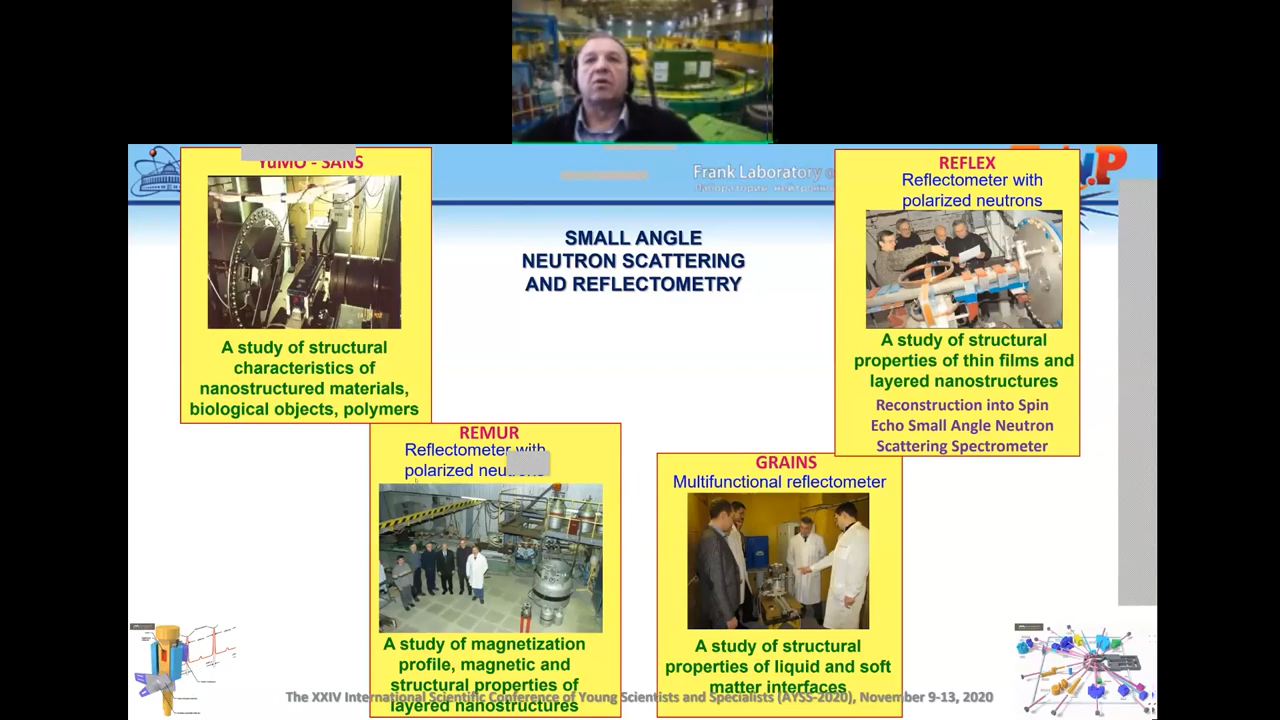 YuMO - SANS
A study of structural
characteristics of
nanostructured materials,
biological objects, polymers
Frank Laboratory
SMALL ANGLE
NEUTRON SCATTERING
AND REFLECTOMETRY
REFLEX
Reflectometer with
polarized neutrons
A study of structural
properties of thin films and
layered nanostructures
Reconstruction into Spin
Echo Small Angle Neutron
Scattering Spectrometer
REMUR
Reflectometer with
polarized neutrons
A study of magnetization
profile, magnetic and
structural properties of
layered nanostructures
GRAINS
Multifunctional reflectometer
A study of structural
properties of liquid and soft
matter interfaces
The XXIV International Scientific Conference of Young Scientists and Specialists (AYSS-2020), November 9-13, 2020